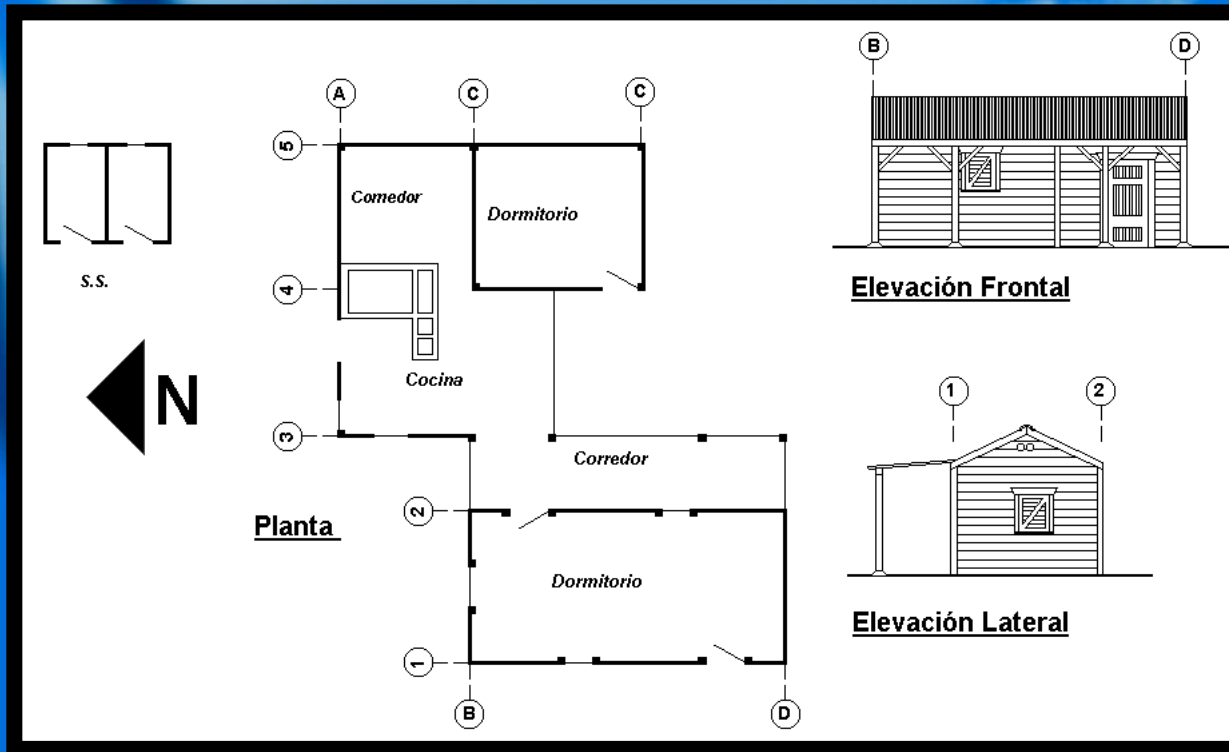 A
C
C
5
Comedor
Dormitorio
S.S.
4
N
Cocina
3
Corredor
Planta
2
Dormitorio
1
B
D
B
D
Elevación Frontal
1
2
Elevación Lateral